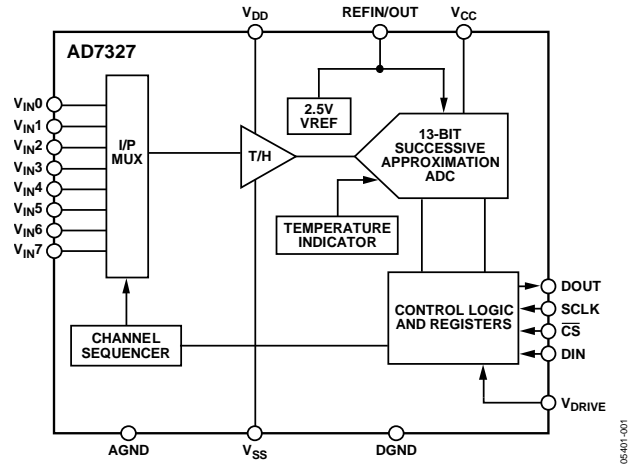 VDD
REFIN/OUT
VCC
AD7327
VIN0
VIN1
VIN2
VIN3
VIN4
VIN5
VIN6
VIN7
I/P
MUX
2.5V
VREF
T/H
13-BIT
SUCCESSIVE
APPROXIMATION
ADC
TEMPERATURE
INDICATOR
CHANNEL
SEQUENCER
CONTROL LOGIC
AND REGISTERS
DOUT
SCLK
CS
DIN
VDRIVE
AGND
VSS
DGND
05401-001